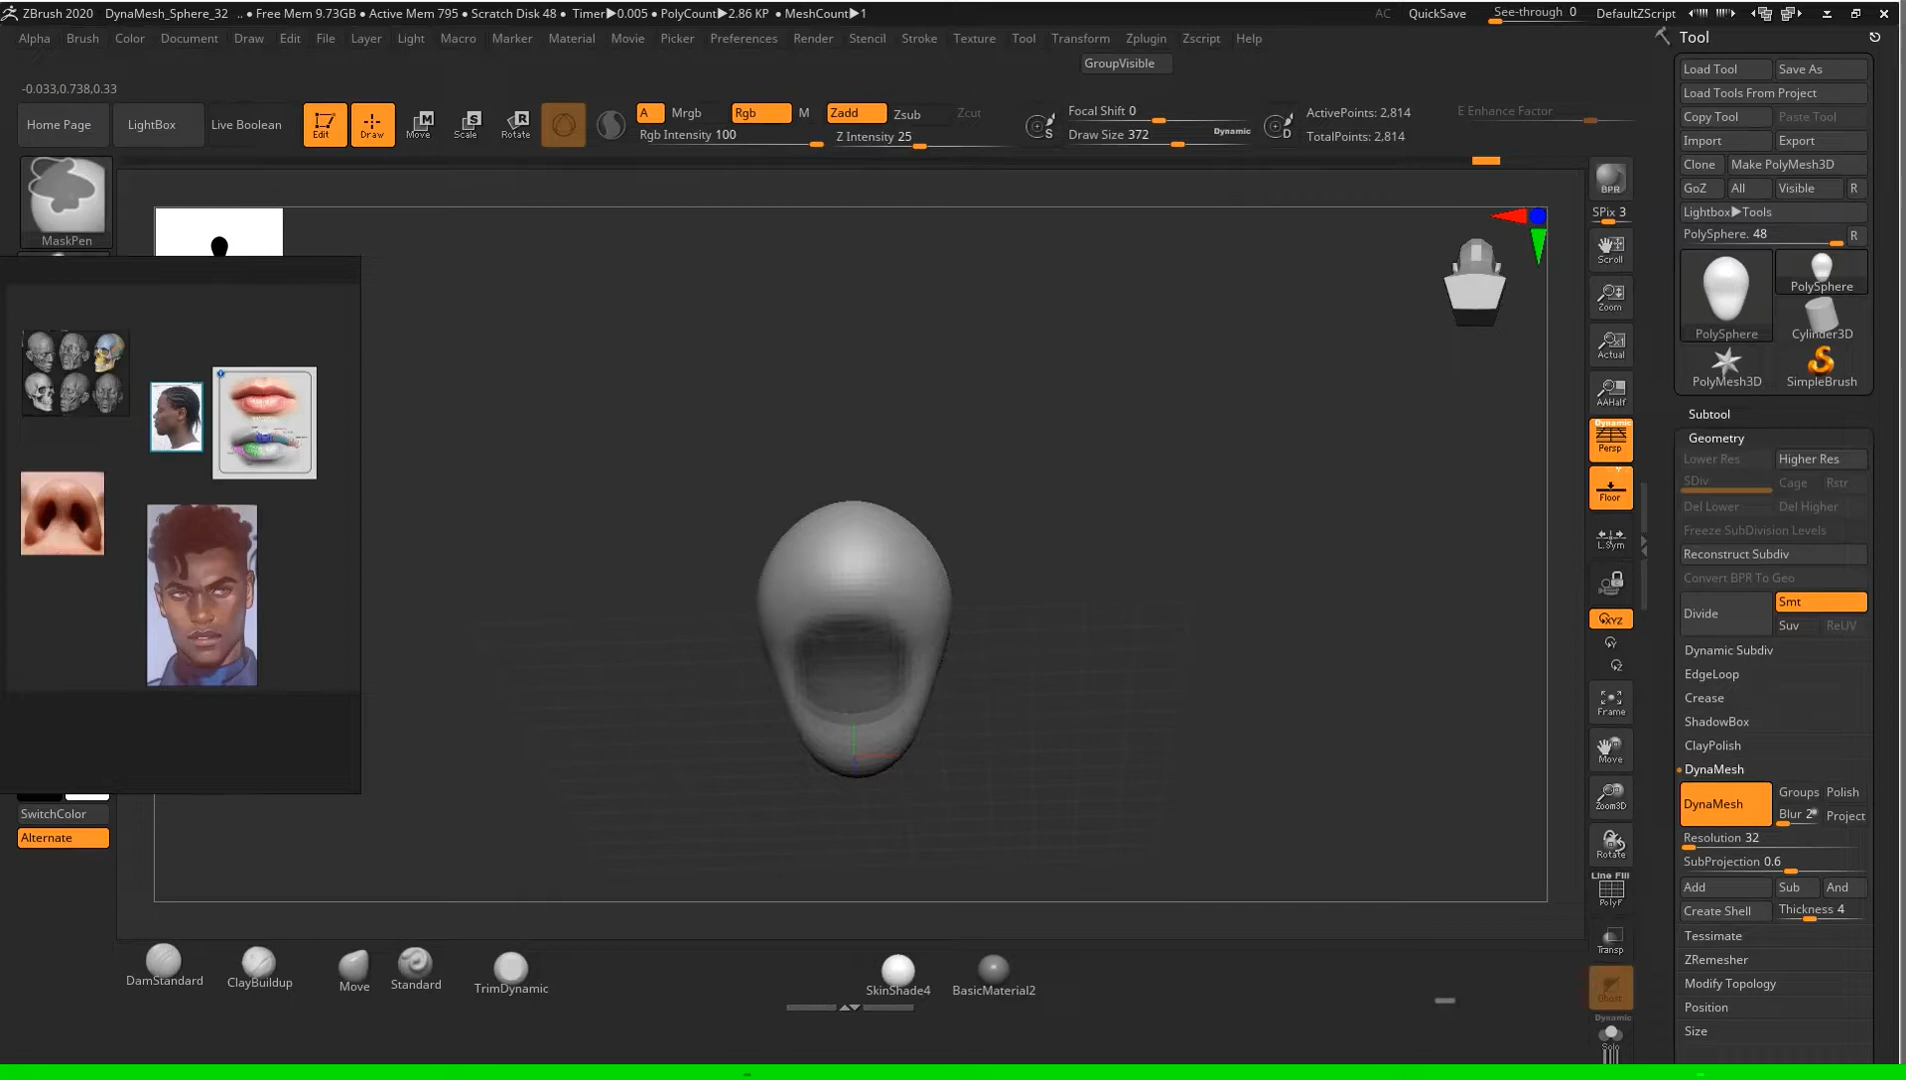 ZBrush 2020 DynaMesh_Sphere_32 .. • Free Mem 9.73GB • Active Mem 795 • Scratch Disk 48 • Timer▶0.005 • PolyCount▶2.86 KP • MeshCount▶1
AC QuickSave See-through 0 DefaultZScript
Alpha Brush Color Document Draw Edit File Layer Light Macro Marker Material Movie Picker Preferences Render Stencil Stroke Texture Tool Transform Zplugin Zscript Help
GroupVisible
-0.033,0.738,0.33
Home Page LightBox Live Boolean
Edit Draw Move Scale Rotate
A Mrgb Rgb M Zadd Zsub Zcut
Rgb Intensity 100 Z Intensity 25
Focal Shift 0
Draw Size 372 Dynamic
ActivePoints: 2,814
TotalPoints: 2,814
E Enhance Factor
MaskPen
SwitchColor
Alternate
DamStandard ClayBuildup Move Standard TrimDynamic SkinShade4 BasicMaterial2
BPR
SPix 3
Scroll
Zoom
Actual
AAHalf
Dynamic
Persp
Floor
L.Sym
XYZ
Y
Z
Frame
Move
Zoom3D
Rotate
Line Fill
PolyF
Transp
Ghost
Dynamic
Solo
Tool
Load Tool Save As
Load Tools From Project
Copy Tool Paste Tool
Import Export
Clone Make PolyMesh3D
GoZ All Visible R
Lightbox▶Tools
PolySphere. 48 R
PolySphere
PolySphere Cylinder3D
PolyMesh3D SimpleBrush
Subtool
Geometry
Lower Res Higher Res
SDiv Cage Rstr
Del Lower Del Higher
Freeze SubDivision Levels
Reconstruct Subdiv
Convert BPR To Geo
Divide Smt
Suv ReUV
Dynamic Subdiv
EdgeLoop
Crease
ShadowBox
ClayPolish
DynaMesh
DynaMesh Groups Polish
Blur 2 Project
Resolution 32
SubProjection 0.6
Add Sub And
Create Shell Thickness 4
Tessimate
ZRemesher
Modify Topology
Position
Size